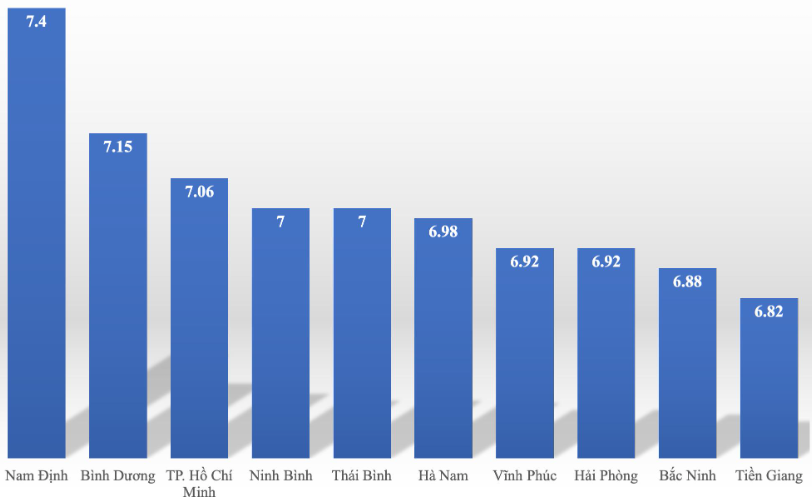 7.4
7.15
7.06
7
7
6.98
6.92
6.92
6.88
6.82
Nam Định
Bình Dương
TP. Hồ Chí
Minh
Ninh Bình
Thái Bình
Hà Nam
Vĩnh Phúc
Hải Phòng
Bắc Ninh
Tiền Giang